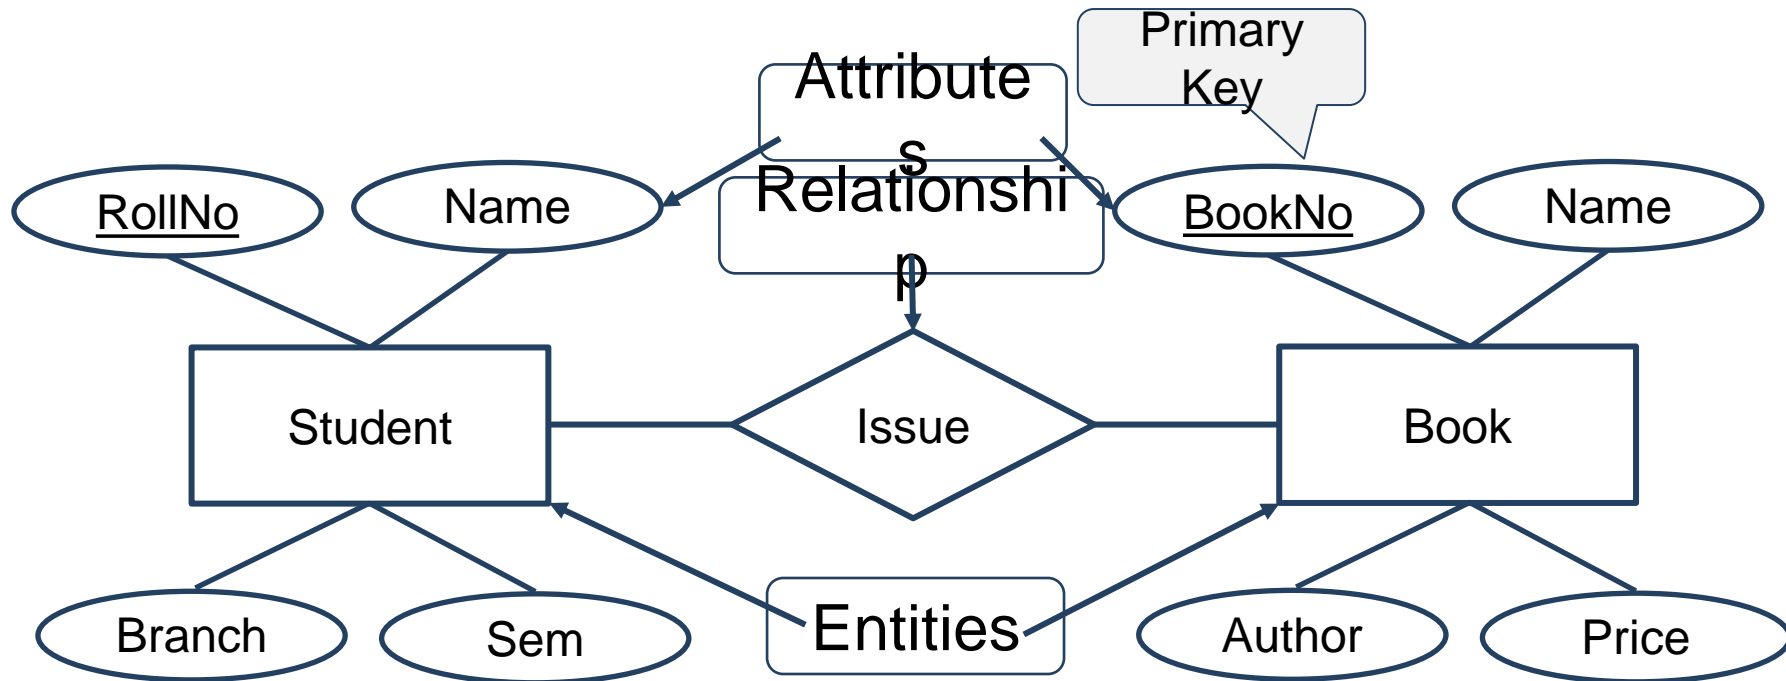 Primary
Key
Attribute
s
Relationshi
p
RollNo
Name
BookNo
Name
Student
Issue
Book
Branch
Sem
Entities
Author
Price